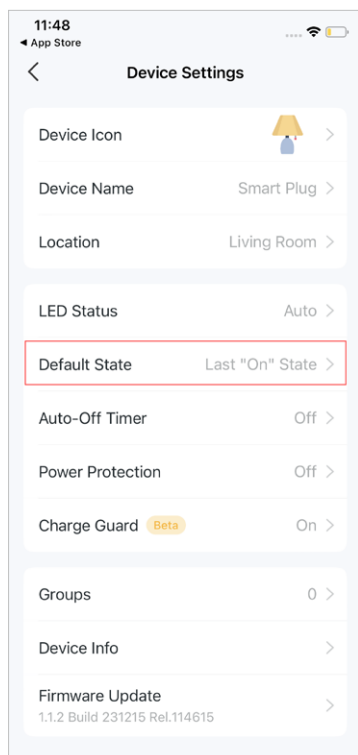 11:48
◀ App Store
Device Settings
Device Icon
Device Name Smart Plug
Location Living Room
LED Status Auto
Default State Last "On" State
Auto-Off Timer Off
Power Protection Off
Charge Guard Beta On
Groups 0
Device Info
Firmware Update
1.1.2 Build 231215 Rel.114615